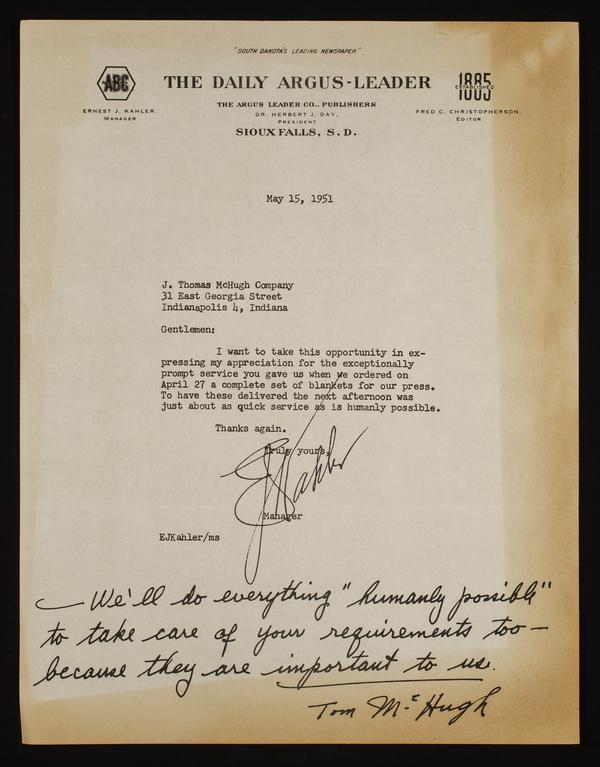 "SOUTH DAKOTA'S LEADING NEWSPAPER"
ABC
THE DAILY ARGUS-LEADER
1885
ESTABLISHED
1885
ERNEST J. KAHLER,
MANAGER
THE ARGUS LEADER CO., PUBLISHERS
DR. HERBERT J. DAY,
PRESIDENT
SIOUX FALLS, S. D.
FRED C. CHRISTOPHERSON,
EDITOR
May 15, 1951
J. Thomas McHugh Company
31 East Georgia Street
Indianapolis 4, Indiana
Gentlemen:
I want to take this opportunity in ex-
pressing my appreciation for the exceptionally
prompt service you gave us when we ordered on
April 27 a complete set of blankets for our press.
To have these delivered the next afternoon was
just about as quick service as is humanly possible.
Thanks again.
Truly yours,
EJKahler
Manager
EJKahler/ms
— We'll do everything "humanly possible"
to take care of your requirements too —
because they are important to us.
Tom McHugh